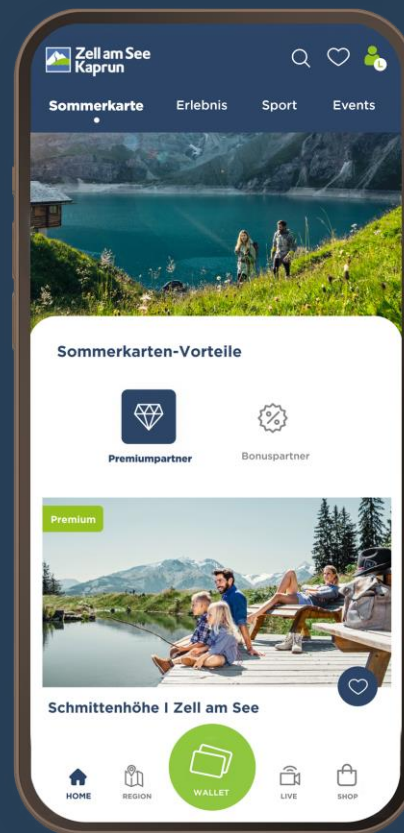 Zell am See
Kaprun
L
Sommerkarte Erlebnis Sport Events
Sommerkarten-Vorteile
Premiumpartner Bonuspartner
Premium
Schmittenhöhe I Zell am See
HOME REGION WALLET LIVE SHOP